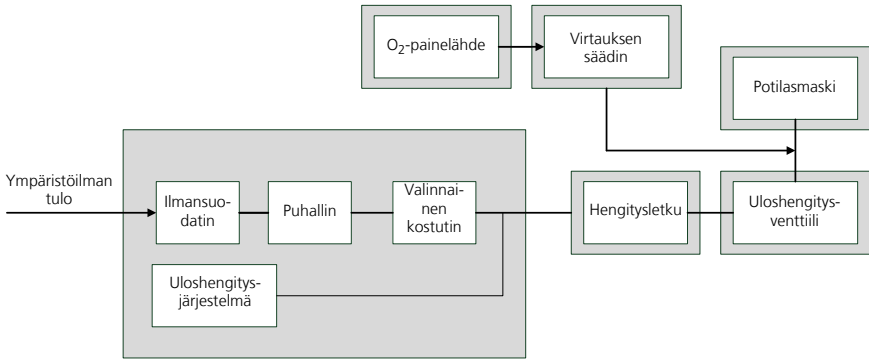 O₂-painelähde
Virtauksen
säädin
Potilasmaski
Ympäristöilman
tulo
Ilmansuo-
datin
Puhallin
Valinnai-
nen
kostutin
Hengitysletku
Uloshengitys-
venttiili
Uloshengitys-
järjestelmä